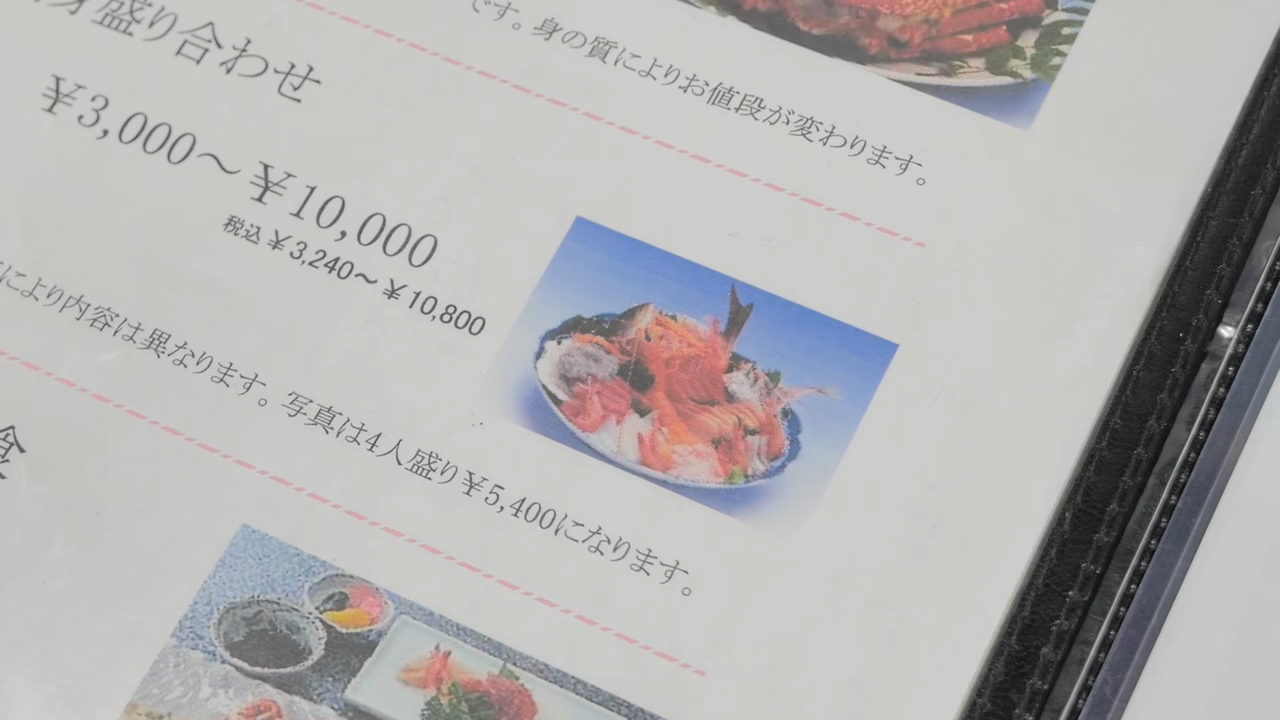 です。身の質によりお値段が変わります。
盛り合わせ
¥3,000～¥10,000
税込¥3,240～¥10,800
により内容は異なります。写真は4人盛り¥5,400になります。
食